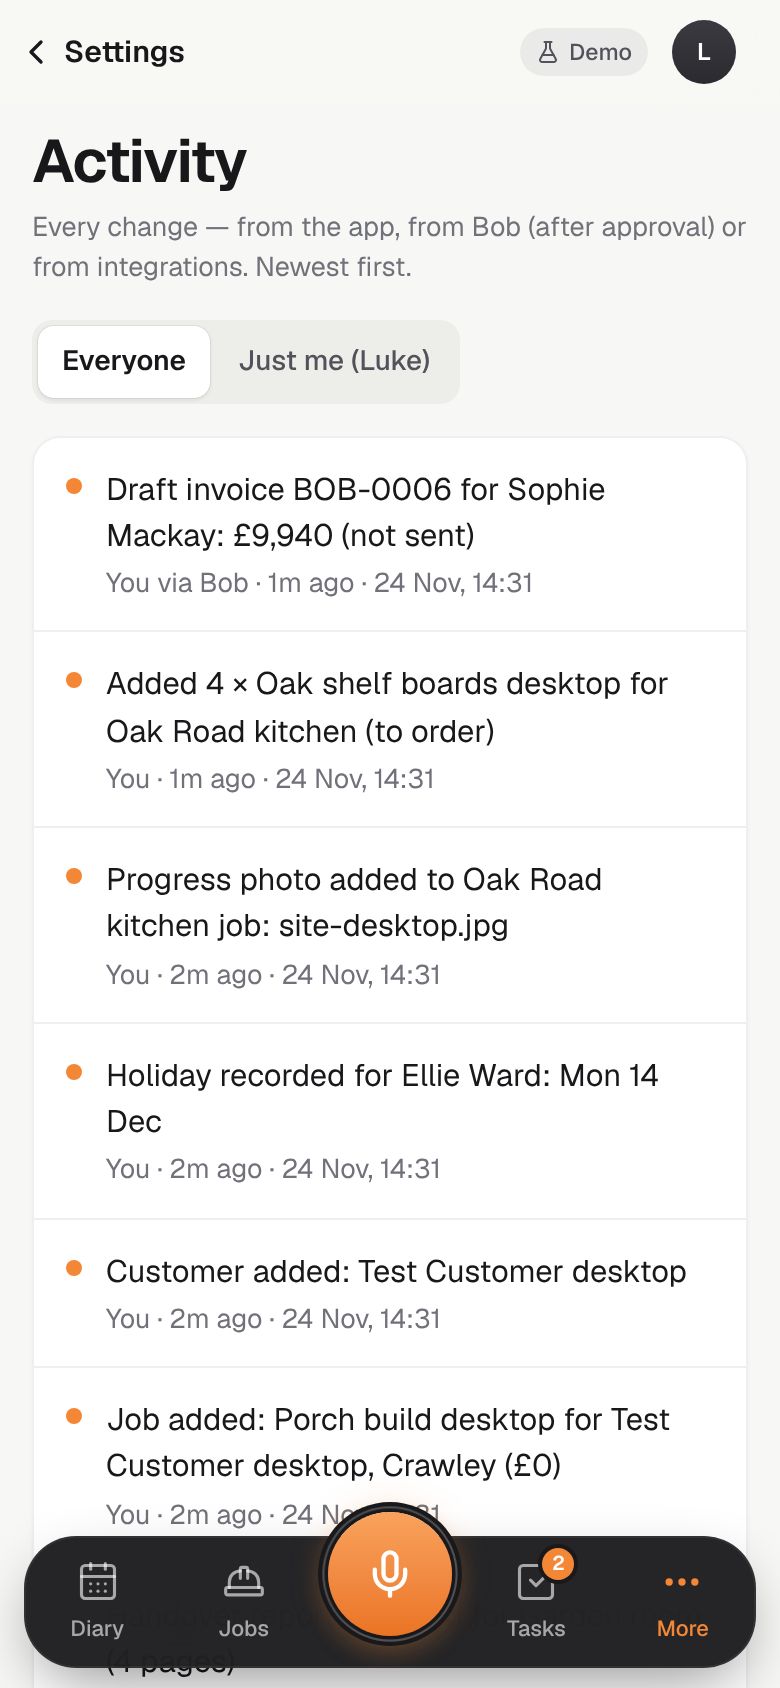 Settings
Demo
L
Activity
Every change — from the app, from Bob (after approval) or
from integrations. Newest first.
Everyone
Just me (Luke)
Draft invoice BOB-0006 for Sophie
Mackay: £9,940 (not sent)
You via Bob · 1m ago · 24 Nov, 14:31
Added 4 × Oak shelf boards desktop for
Oak Road kitchen (to order)
You · 1m ago · 24 Nov, 14:31
Progress photo added to Oak Road
kitchen job: site-desktop.jpg
You · 2m ago · 24 Nov, 14:31
Holiday recorded for Ellie Ward: Mon 14
Dec
You · 2m ago · 24 Nov, 14:31
Customer added: Test Customer desktop
You · 2m ago · 24 Nov, 14:31
Job added: Porch build desktop for Test
Customer desktop, Crawley (£0)
You · 2m ago · 24
2
Diary
Jobs
Tasks
More
(4 pages)